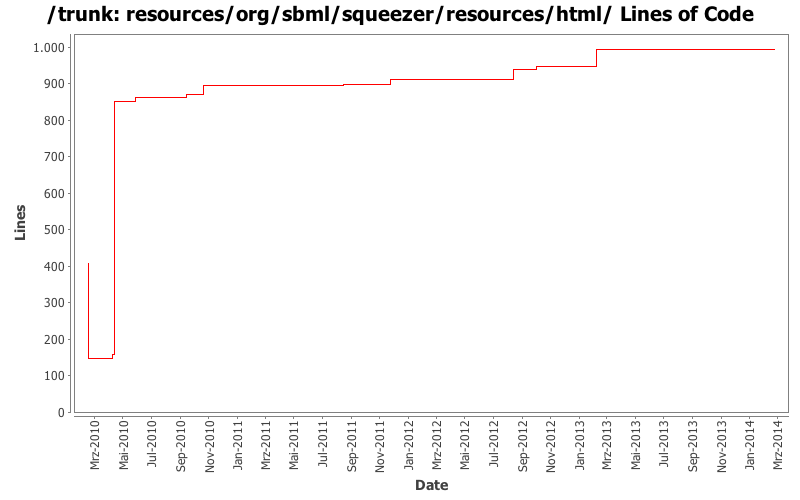 /trunk: resources/org/sbml/squeezer/resources/html/ Lines of Code
Lines
1.000
900
800
700
600
500
400
300
200
100
0
Mrz-2010
Mai-2010
Jul-2010
Sep-2010
Nov-2010
Jan-2011
Mrz-2011
Mai-2011
Jul-2011
Sep-2011
Nov-2011
Jan-2012
Mrz-2012
Mai-2012
Jul-2012
Sep-2012
Nov-2012
Jan-2013
Mrz-2013
Mai-2013
Jul-2013
Sep-2013
Nov-2013
Jan-2014
Mrz-2014
Date